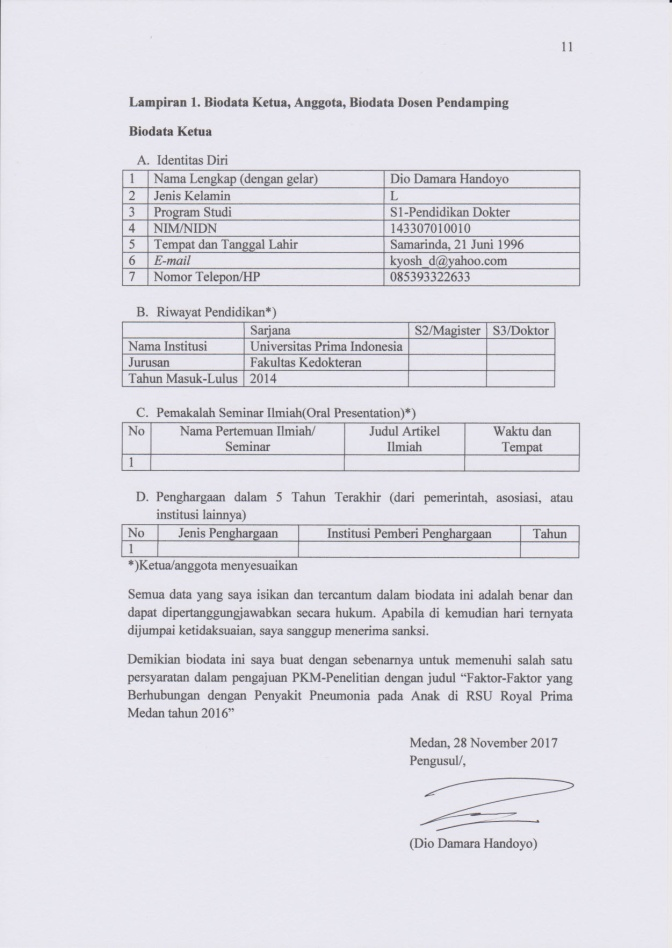 11
Lampiran 1. Biodata Ketua, Anggota, Biodata Dosen Pendamping
Biodata Ketua
A. Identitas Diri
1 Nama Lengkap (dengan gelar) Dio Damara Handoyo
2 Jenis Kelamin L
3 Program Studi S1-Pendidikan Dokter
4 NIM/NIDN 143307010010
5 Tempat dan Tanggal Lahir Samarinda, 21 Juni 1996
6 E-mail kyosh_d@yahoo.com
7 Nomor Telepon/HP 085393322633
B. Riwayat Pendidikan*)
Sarjana S2/Magister S3/Doktor
Nama Institusi Universitas Prima Indonesia
Jurusan Fakultas Kedokteran
Tahun Masuk-Lulus 2014
C. Pemakalah Seminar Ilmiah(Oral Presentation)*)
No Nama Pertemuan Ilmiah/ Judul Artikel Waktu dan
Seminar Ilmiah Tempat
1
D. Penghargaan dalam 5 Tahun Terakhir (dari pemerintah, asosiasi, atau
institusi lainnya)
No Jenis Penghargaan Institusi Pemberi Penghargaan Tahun
1
*)Ketua/anggota menyesuaikan
Semua data yang saya isikan dan tercantum dalam biodata ini adalah benar dan
dapat dipertanggungjawabkan secara hukum. Apabila di kemudian hari ternyata
dijumpai ketidaksuaian, saya sanggup menerima sanksi.
Demikian biodata ini saya buat dengan sebenarnya untuk memenuhi salah satu
persyaratan dalam pengajuan PKM-Penelitian dengan judul “Faktor-Faktor yang
Berhubungan dengan Penyakit Pneumonia pada Anak di RSU Royal Prima
Medan tahun 2016”
Medan, 28 November 2017
Pengusul/,
(Dio Damara Handoyo)